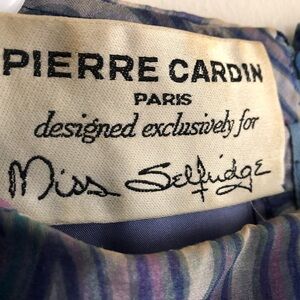 PIERRE CARDIN
PARIS
designed exclusively for
Miss Selfridge